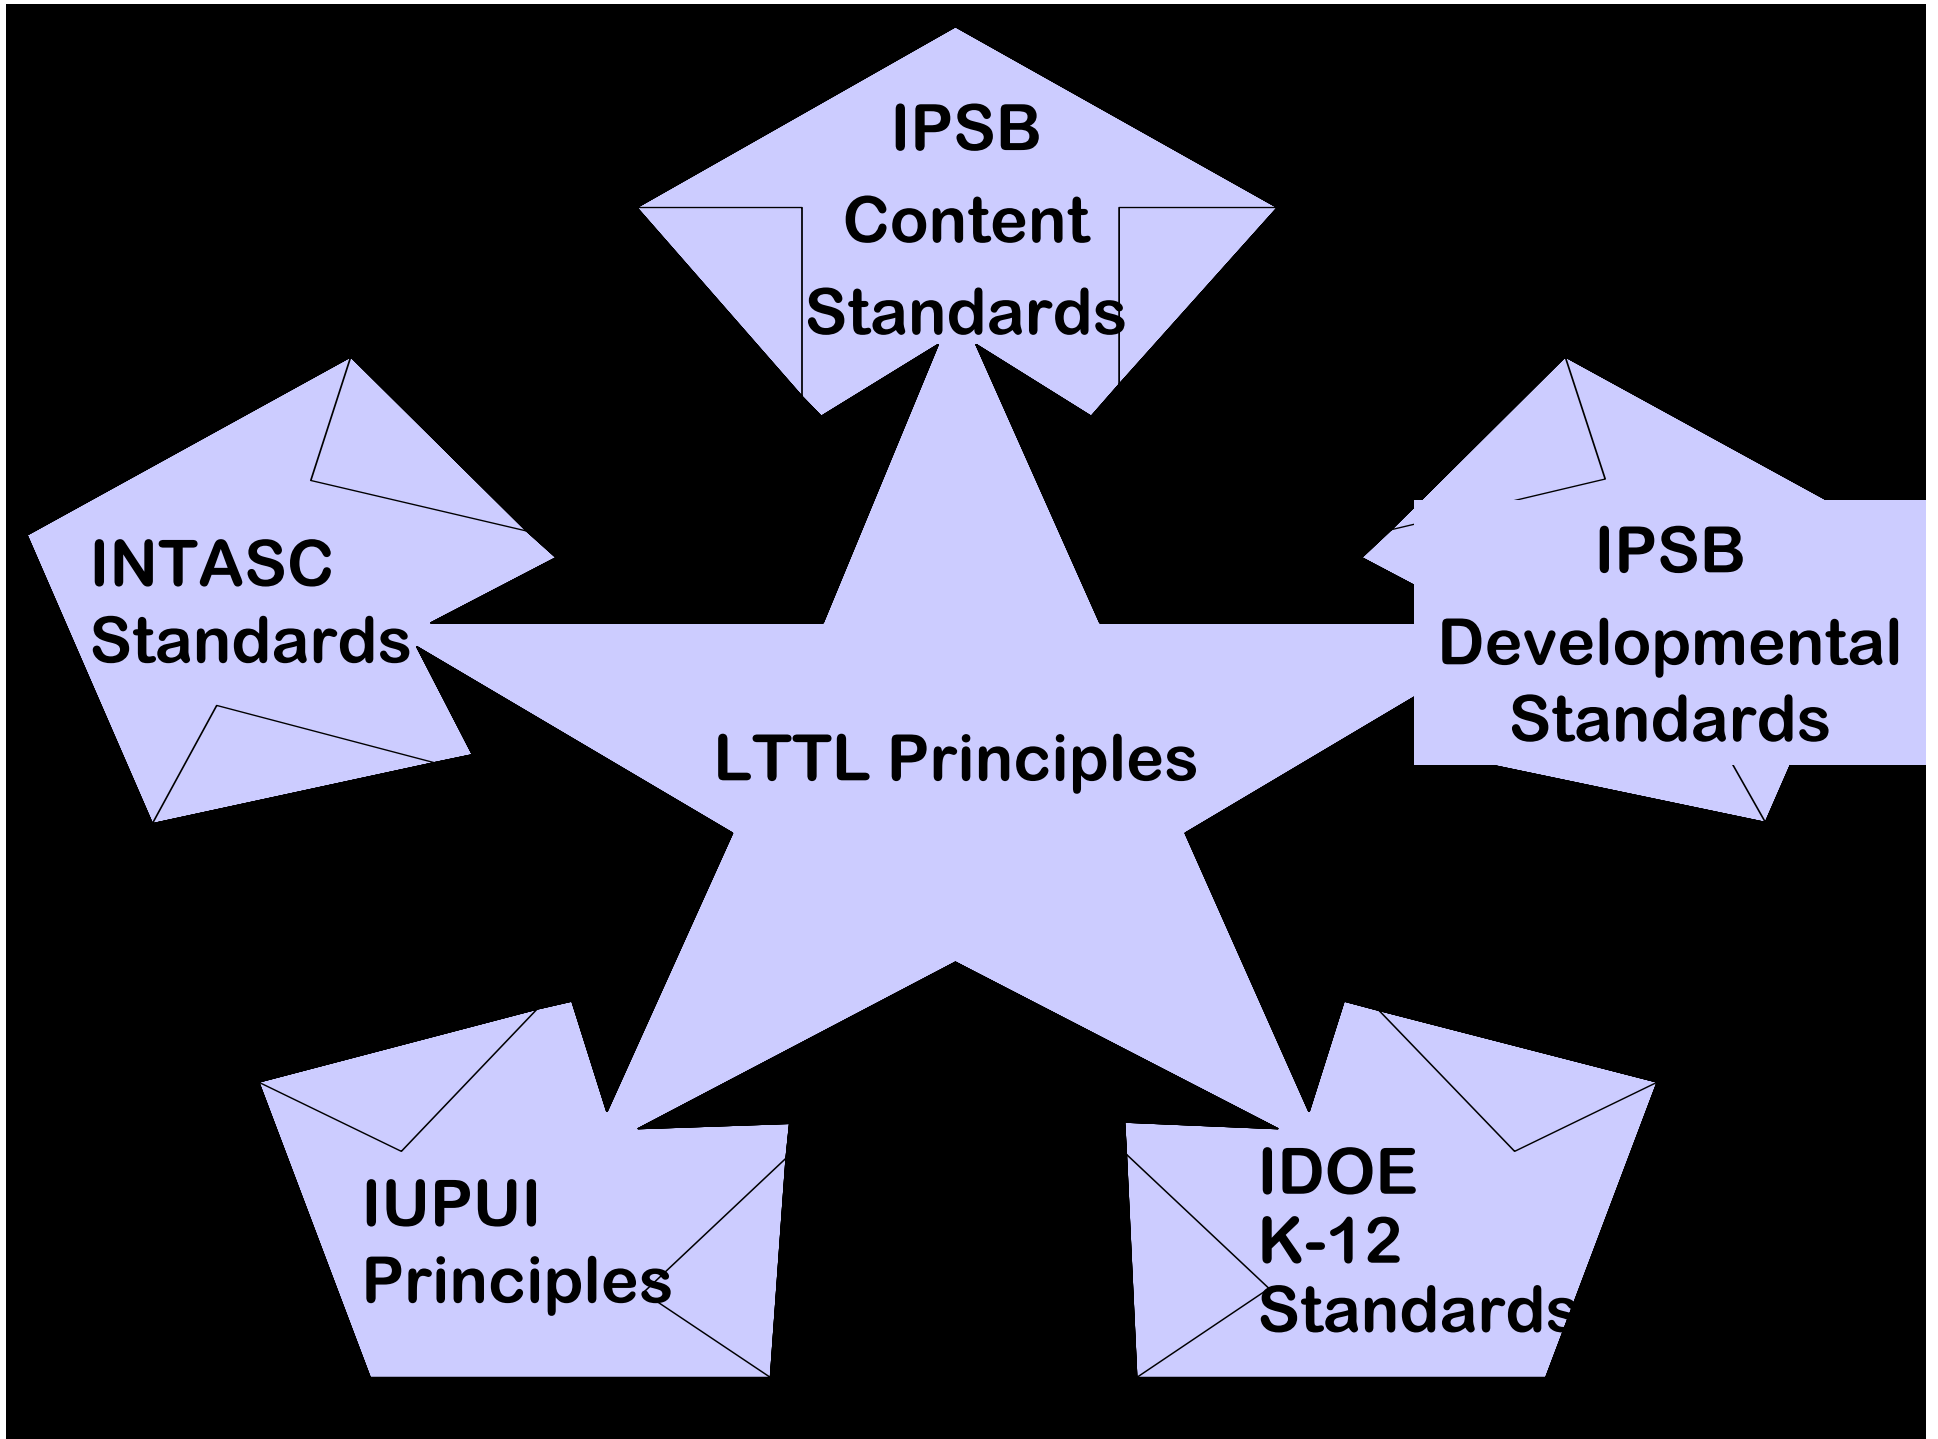 IPSB
Content
Standards
INTASC
Standards
IPSB
Developmental
Standards
LTTL Principles
IUPUI
Principles
IDOE
K-12
Standards